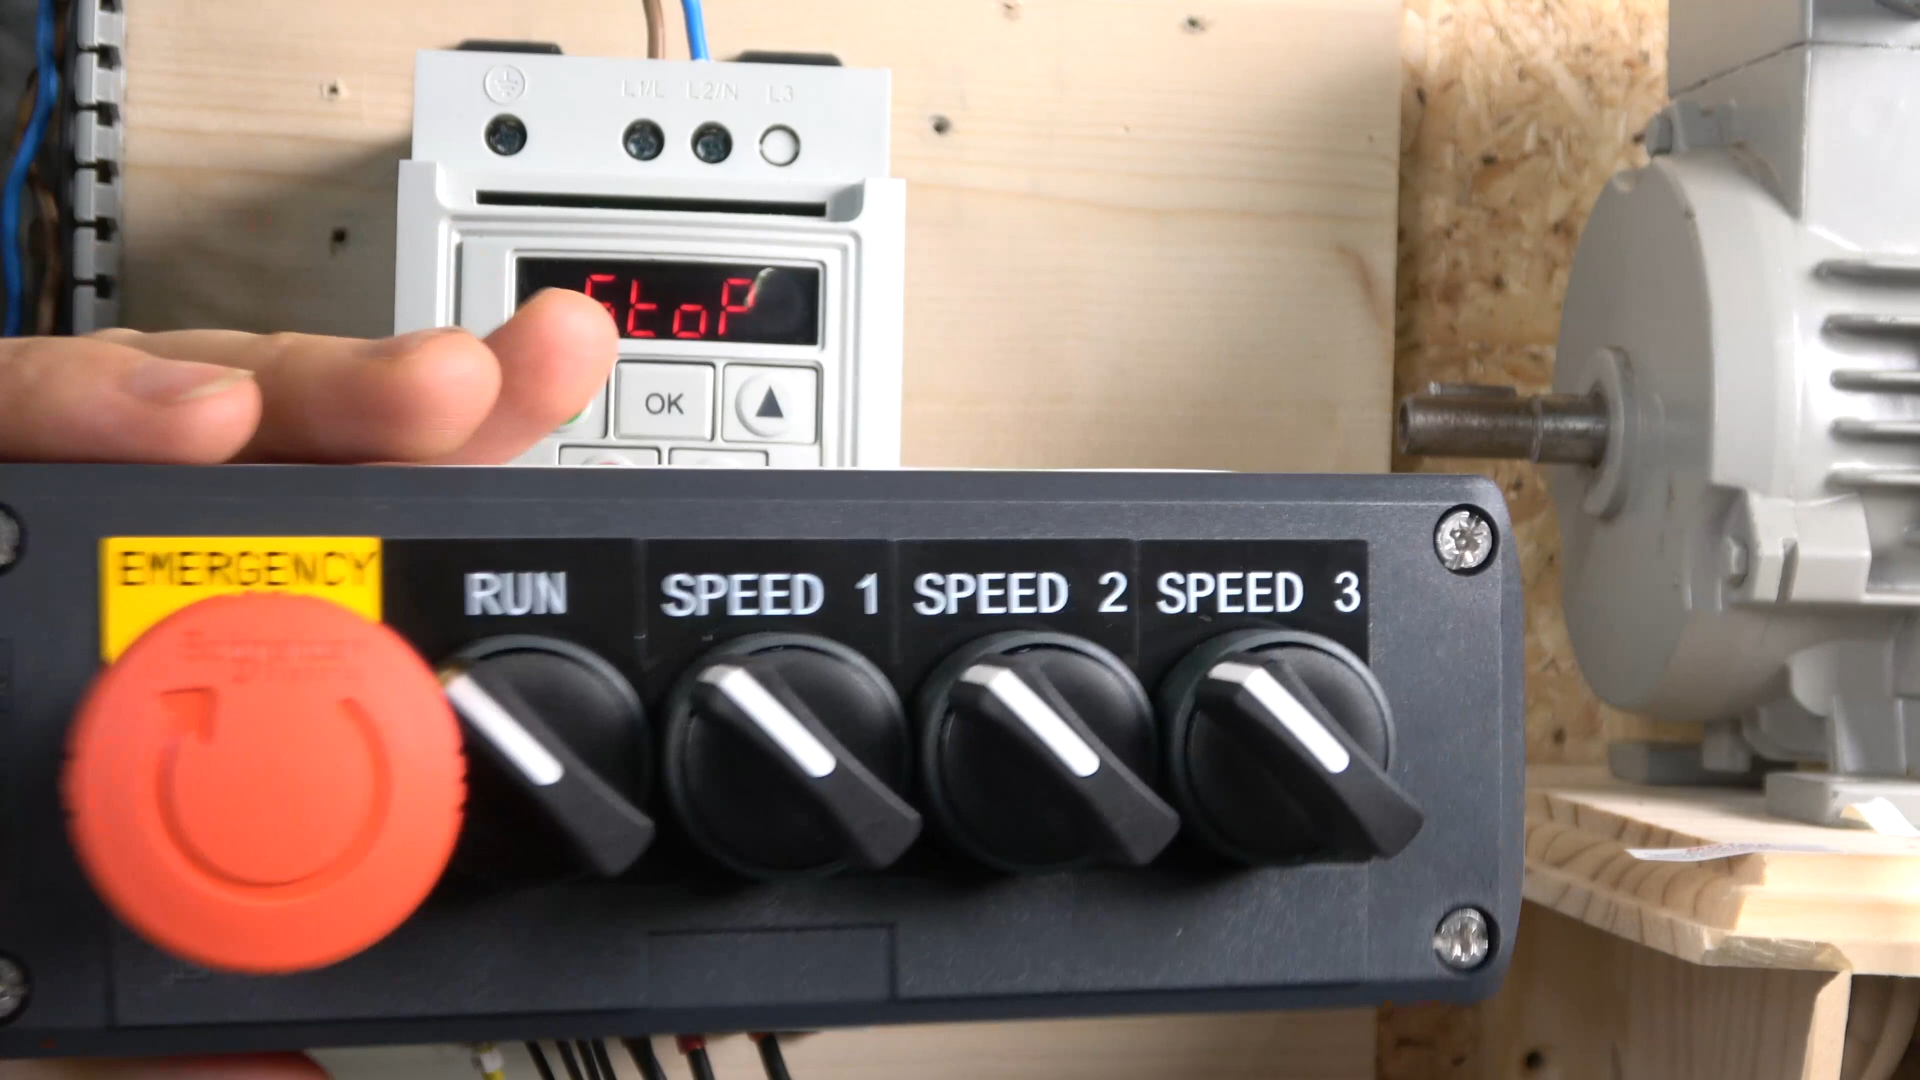 L1/L L2/N L3
StoP
OK
EMERGENCY
RUN SPEED 1 SPEED 2 SPEED 3